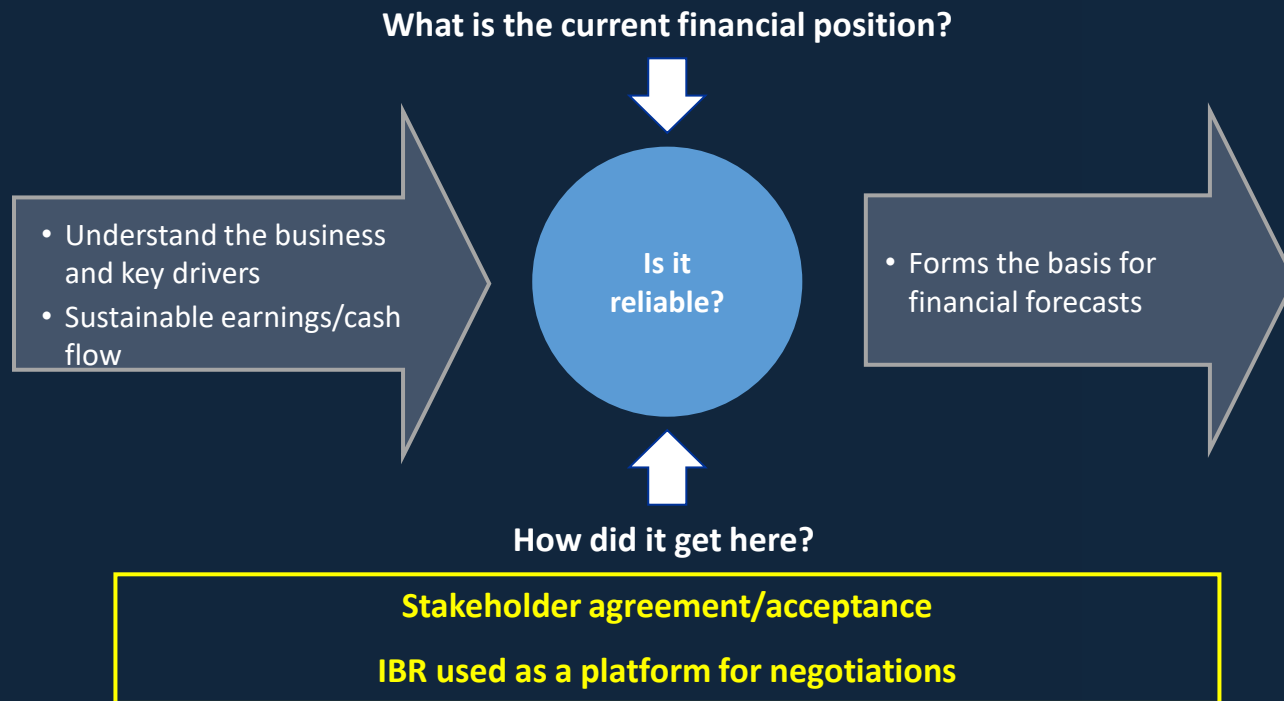 What is the current financial position?
• Understand the business
and key drivers
• Sustainable earnings/cash
flow
Is it
reliable?
• Forms the basis for
financial forecasts
How did it get here?
Stakeholder agreement/acceptance
IBR used as a platform for negotiations